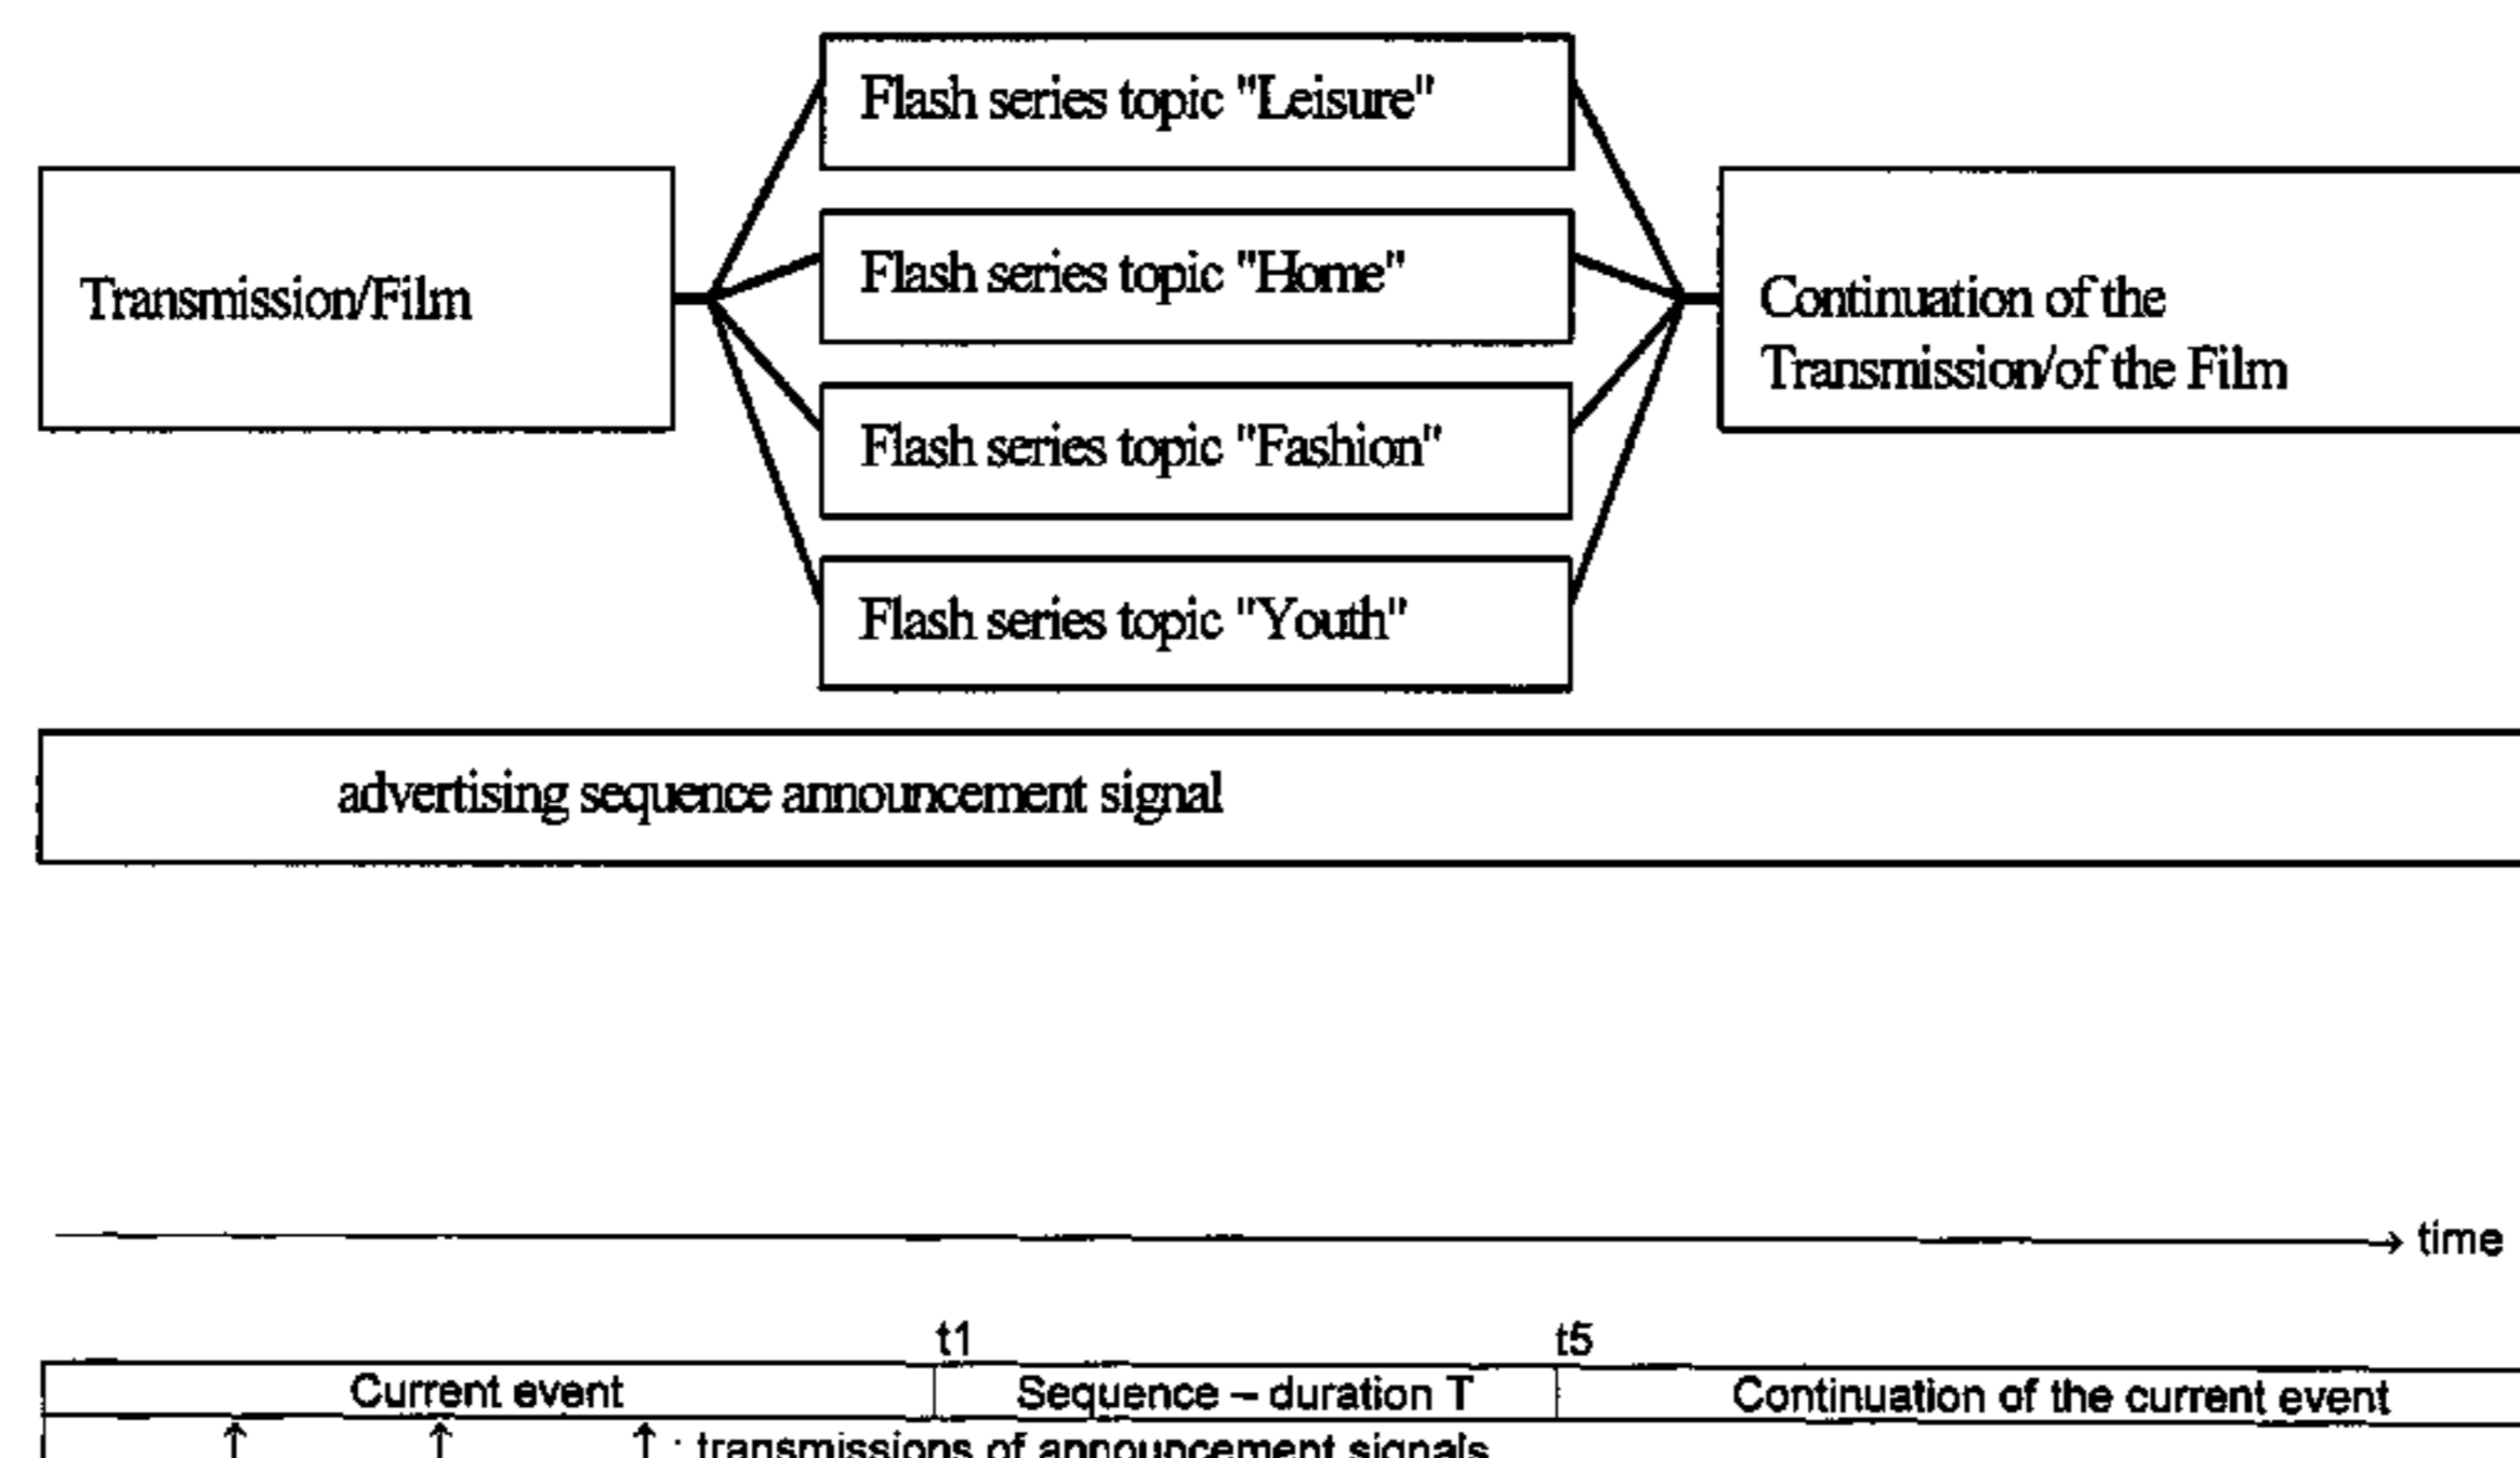 Flash series topic "Leisure"
Transmission/Film
Flash series topic "Home"
Continuation of the
Transmission/of the Film
Flash series topic "Fashion"
Flash series topic "Youth"
advertising sequence announcement signal
time
t1
t5
Current event
Sequence – duration T
Continuation of the current event
: transmissions of announcement signals